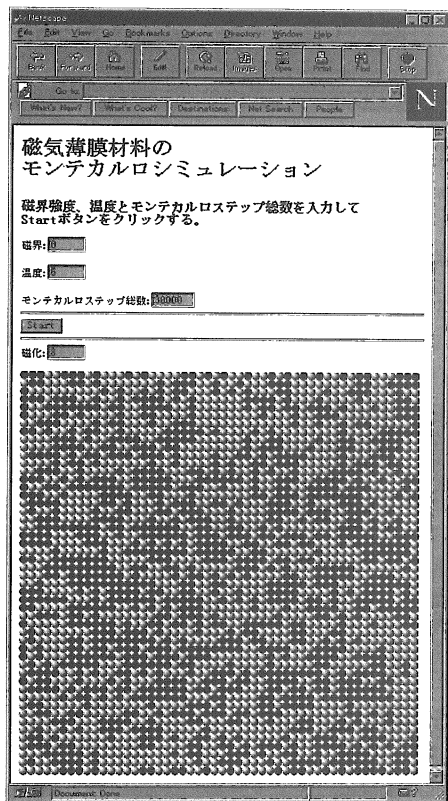 Netscape
File Edit View Go Bookmarks Options Directory Window Help
Back Forward Home Edit Reload Images Open Print Find Stop
Go to:
What's New? What's Cool? Destinations Net Search People
N
磁気薄膜材料の
モンテカルロシミュレーション
磁界強度、温度とモンテカルロステップ総数を入力して
Startボタンをクリックする。
磁界:0
温度:6
モンテカルロステップ総数:30000
Start
磁化:
Document: Done